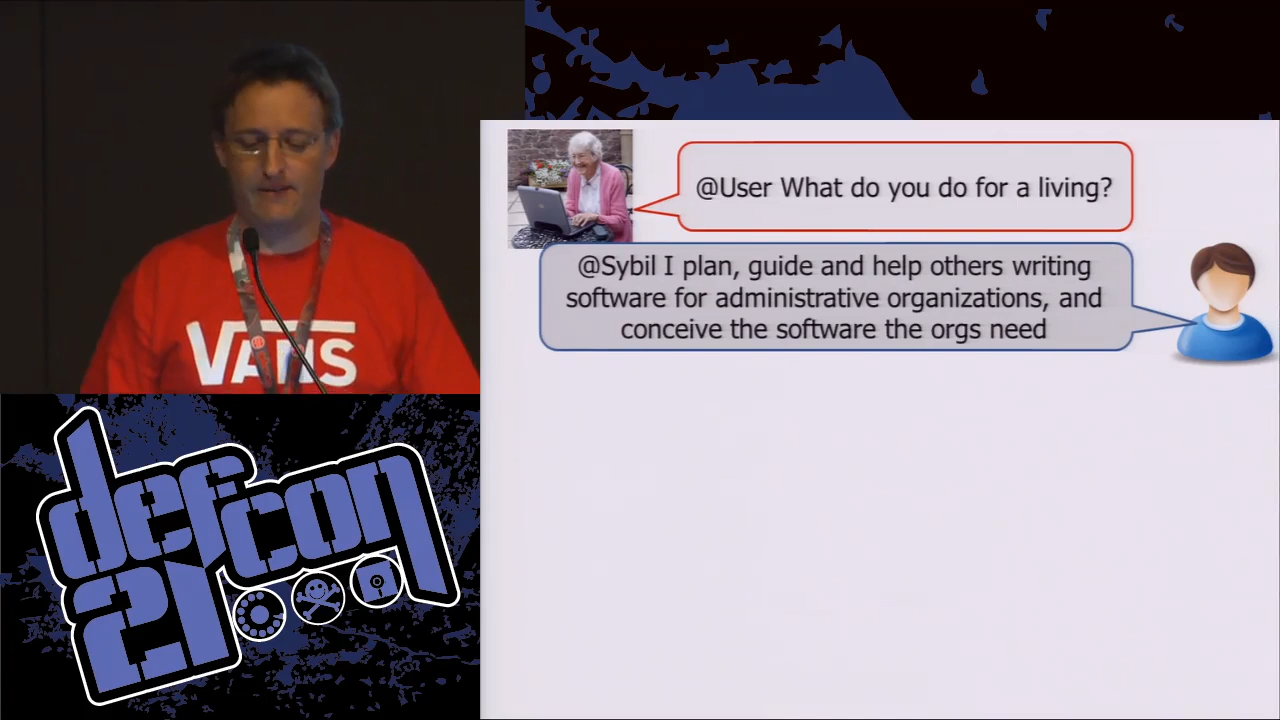 @User What do you do for a living?
@Sybil I plan, guide and help others writing
software for administrative organizations, and
conceive the software the orgs need
VANS
defcon
21